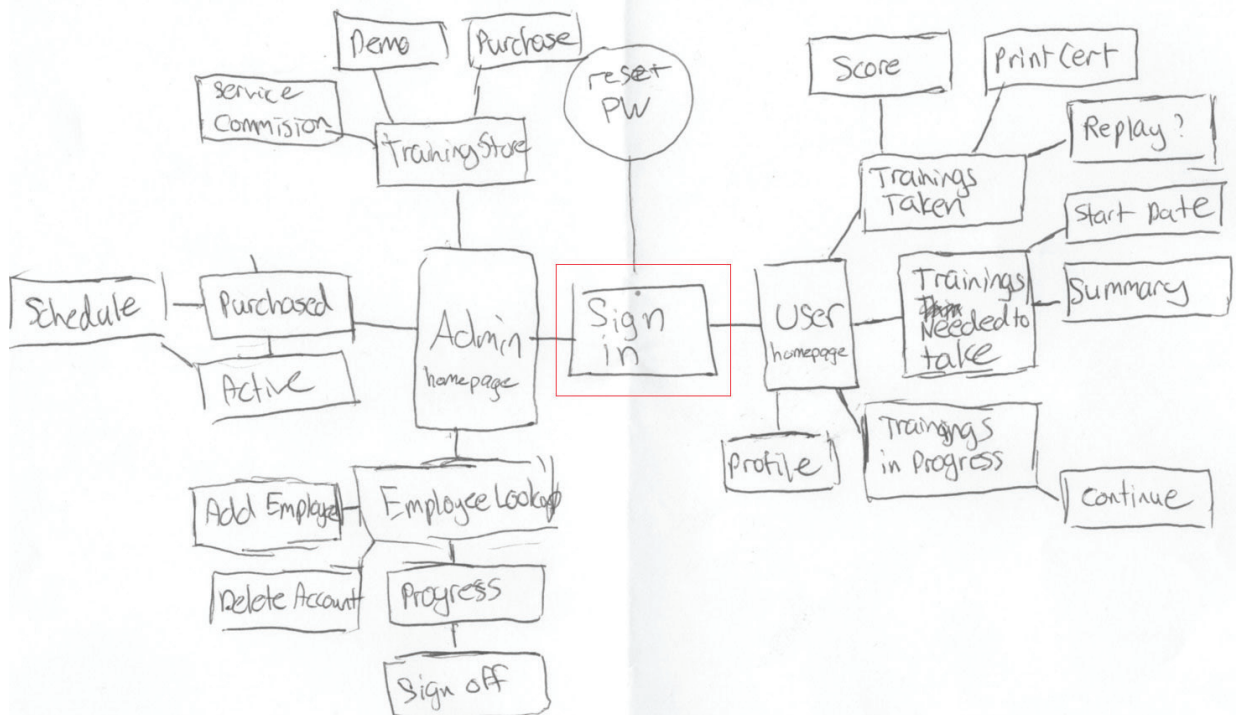 Demo
Purchase
reset
PW
Score
Print Cert
Service
Commision
Training Store
Replay?
Trainings
Taken
Start Date
Schedule
Purchased
Admin
homepage
Sign
in
User
homepage
Trainings
Needed to
take
Summary
Active
Profile
Trainings
in Progress
Continue
Add Employee
Employee Lookup
Delete Account
Progress
Sign off